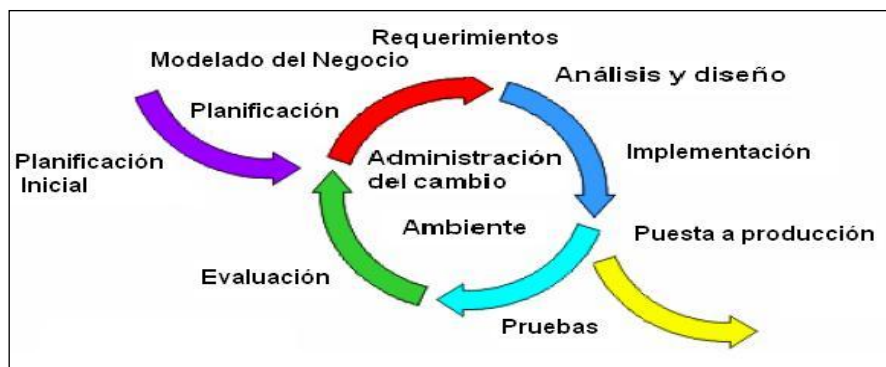 Requerimientos
Modelado del Negocio
Análisis y diseño
Planificación
Planificación
Inicial
Administración
del cambio
Implementación
Ambiente
Puesta a producción
Evaluación
Pruebas